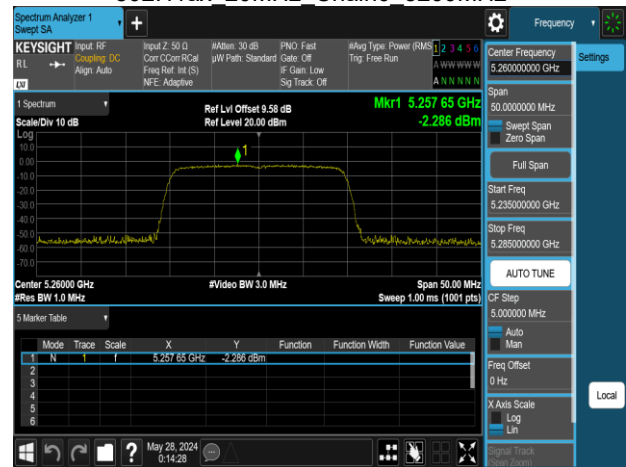 Spectrum Analyzer 1
Swept SA
Frequency
KEYSIGHT
Input: RF
Coupling: DC
Align: Auto
Input Z: 50 Ω
Corr CCorr RCal
Freq Ref: Int (S)
NFE: Adaptive
#Atten: 30 dB
µW Path: Standard
PNO: Fast
Gate: Off
IF Gain: Low
Sig Track: Off
#Avg Type: Power (RMS
Trig: Free Run
1 2 3 4 5 6
A W W W W W
A N N N N N
RL
LXI
1 Spectrum
Scale/Div 10 dB
Log
Ref Lvl Offset 9.58 dB
Ref Level 20.00 dBm
Mkr1 5.257 65 GHz
-2.286 dBm
1
10.0
0.00
-10.0
-20.0
-30.0
-40.0
-50.0
-60.0
-70.0
Center 5.26000 GHz
#Res BW 1.0 MHz
#Video BW 3.0 MHz
Span 50.00 MHz
Sweep 1.00 ms (1001 pts)
5 Marker Table
Mode Trace Scale X Y Function Function Width Function Value
1 N 1 f 5.257 65 GHz -2.286 dBm
2
3
4
5
6
May 28, 2024
0:14:28
?
Center Frequency
5.260000000 GHz
Settings
Span
50.0000000 MHz
Swept Span
Zero Span
Full Span
Start Freq
5.235000000 GHz
Stop Freq
5.285000000 GHz
AUTO TUNE
CF Step
5.000000 MHz
Auto
Man
Freq Offset
0 Hz
X Axis Scale
Log
Lin
Local
Signal Track
(Span Zoom)